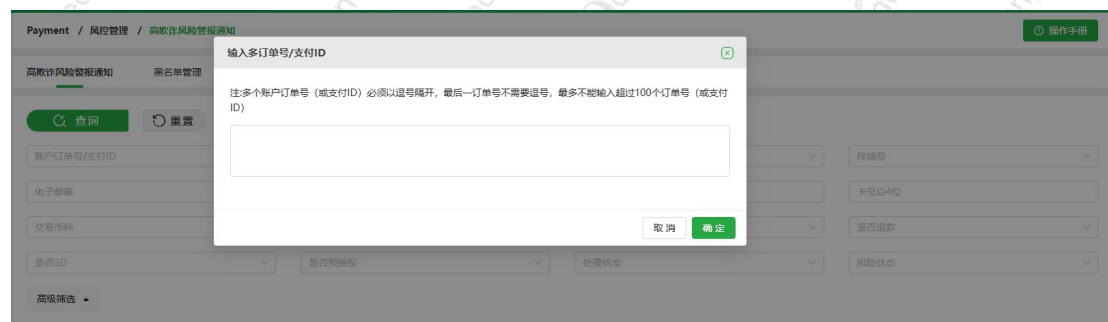 Payment / 风控管理 / 高欺诈风险警报通知
操作手册
输入多订单号/支付ID
高欺诈风险警报通知 黑名单管理
注:多个账户订单号（或支付ID）必须以逗号隔开，最后一订单号不需要逗号，最多不能输入超过100个订单号（或支付
ID）
查询 重置
账户订单号/支付ID 终端号
电子邮箱 卡号后4位
交易币种 是否退款
取消 确定
是否3D 是否预授权 处理状态 风险状态
高级筛选